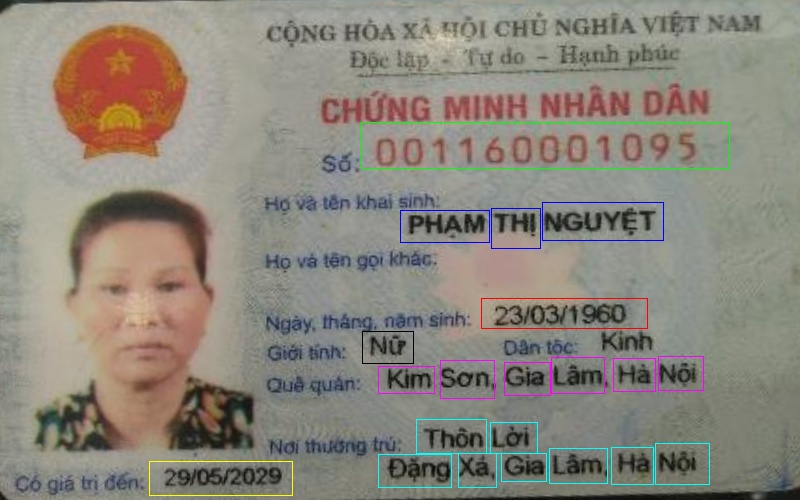 CỘNG HÒA XÃ HỘI CHỦ NGHĨA VIỆT NAM
Độc lập - Tự do - Hạnh phúc
CHỨNG MINH NHÂN DÂN
Số: 001160001095
Họ và tên khai sinh:
PHẠM THỊ NGUYỆT
Họ và tên gọi khác:
Ngày, tháng, năm sinh: 23/03/1960
Giới tính: Nữ Dân tộc: Kinh
Quê quán: Kim Sơn, Gia Lâm, Hà Nội
Nơi thường trú: Thôn Lời
Đặng Xá, Gia Lâm, Hà Nội
Có giá trị đến: 29/05/2029